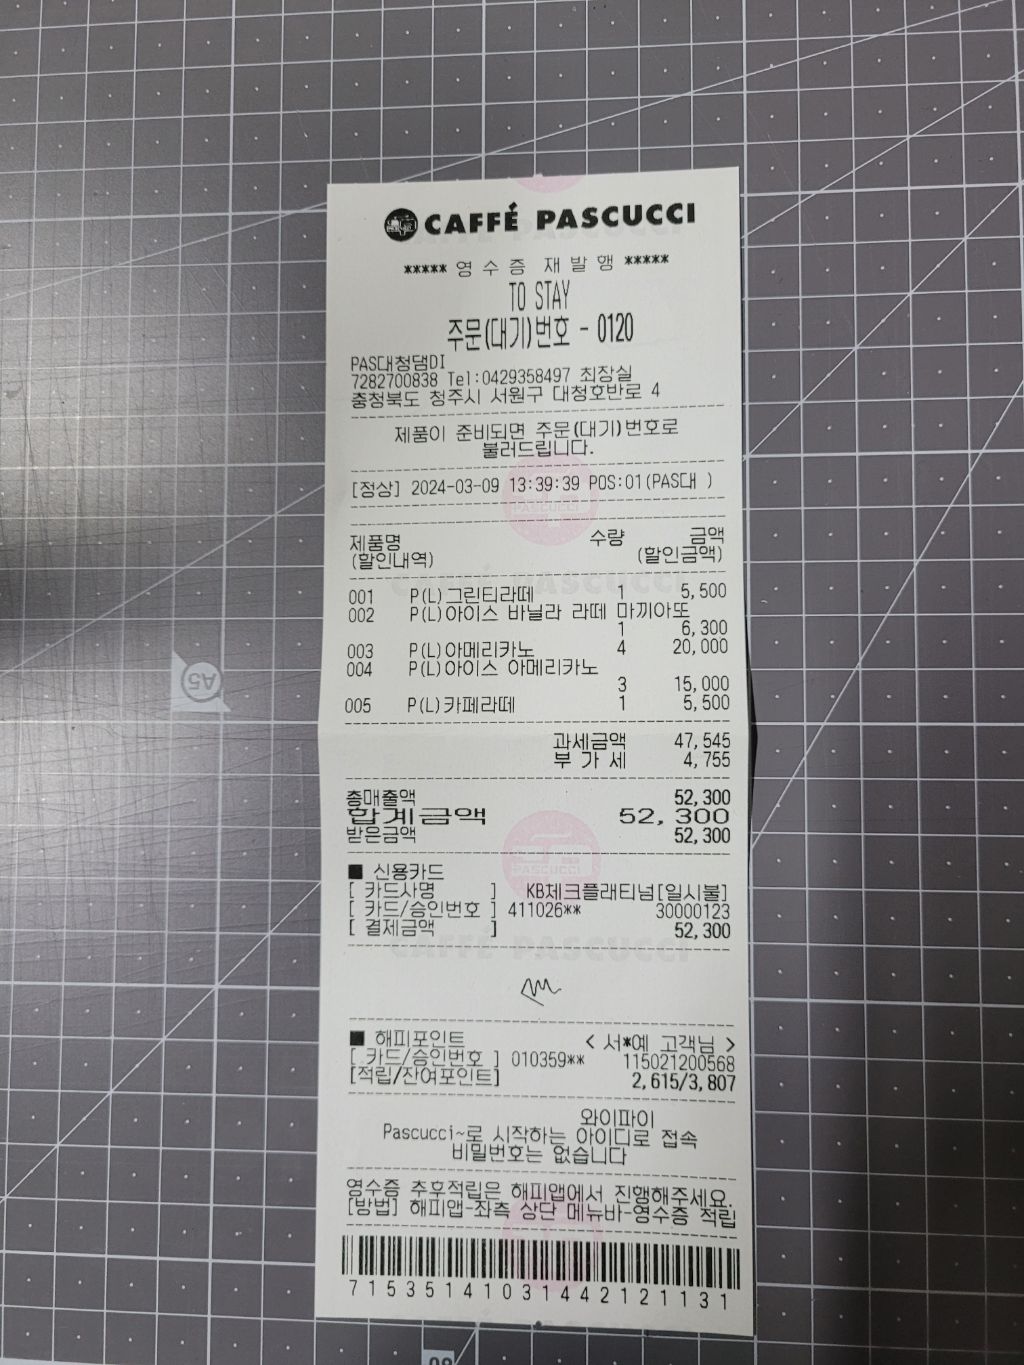 CAFFÉ PASCUCCI
***** 영 수 증 재 발 행 *****
TO STAY
주문(대기)번호 - 0120
PAS대청댐DI
7282700838 Tel:0429358497 최장실
충청북도 청주시 서원구 대청호반로 4
제품이 준비되면 주문(대기)번호로
불러드립니다.
[정상] 2024-03-09 13:39:39 POS:01(PAS대 )
제품명 수량 금액
(할인내역) (할인금액)
001 P(L)그린티라떼 1 5,500
002 P(L)아이스 바닐라 라떼 마끼아또
1 6,300
003 P(L)아메리카노 4 20,000
004 P(L)아이스 아메리카노
3 15,000
005 P(L)카페라떼 1 5,500
과세금액 47,545
부 가 세 4,755
총매출액 52,300
합계금액 52,300
받은금액 52,300
■ 신용카드
[ 카드사명 ] KB체크플래티넘[일시불]
[ 카드/승인번호 ] 411026** 30000123
[ 결제금액 ] 52,300
■ 해피포인트 < 서*예 고객님 >
[ 카드/승인번호 ] 010359** 115021200568
[적립/잔여포인트] 2,615/3,807
와이파이
Pascucci~로 시작하는 아이디로 접속
비밀번호는 없습니다
영수증 추후적립은 해피앱에서 진행해주세요.
[방법] 해피앱-좌측 상단 메뉴바-영수증 적립
715351410314421211 31
A5